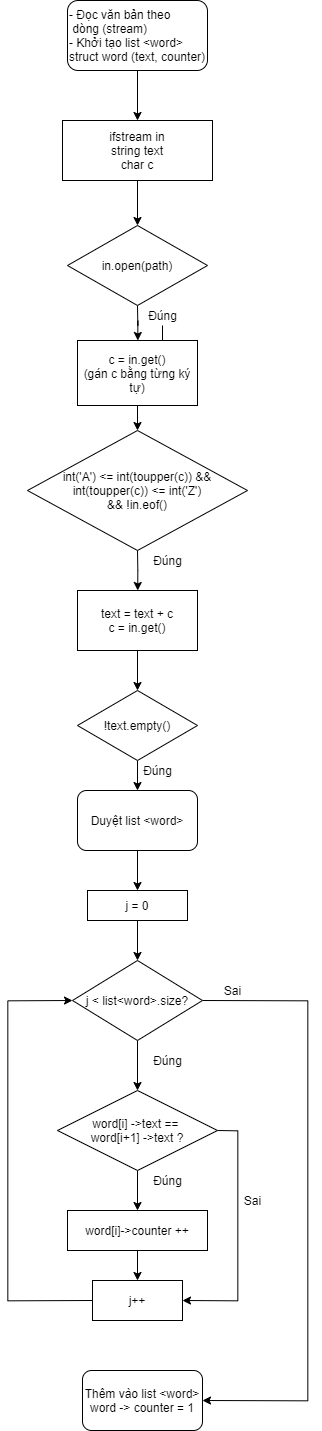 - Đọc văn bản theo
dòng (stream)
- Khởi tạo list <word>
struct word (text, counter)
ifstream in
string text
char c
in.open(path)
Đúng
c = in.get()
(gán c bằng từng ký
tự)
int('A') <= int(toupper(c)) &&
int(toupper(c)) <= int('Z')
&& !in.eof()
Đúng
text = text + c
c = in.get()
!text.empty()
Đúng
Duyệt list <word>
j = 0
j < list<word>.size?
Sai
Đúng
word[i] ->text ==
word[i+1] ->text ?
Đúng
Sai
word[i]->counter ++
j++
Thêm vào list <word>
word -> counter = 1